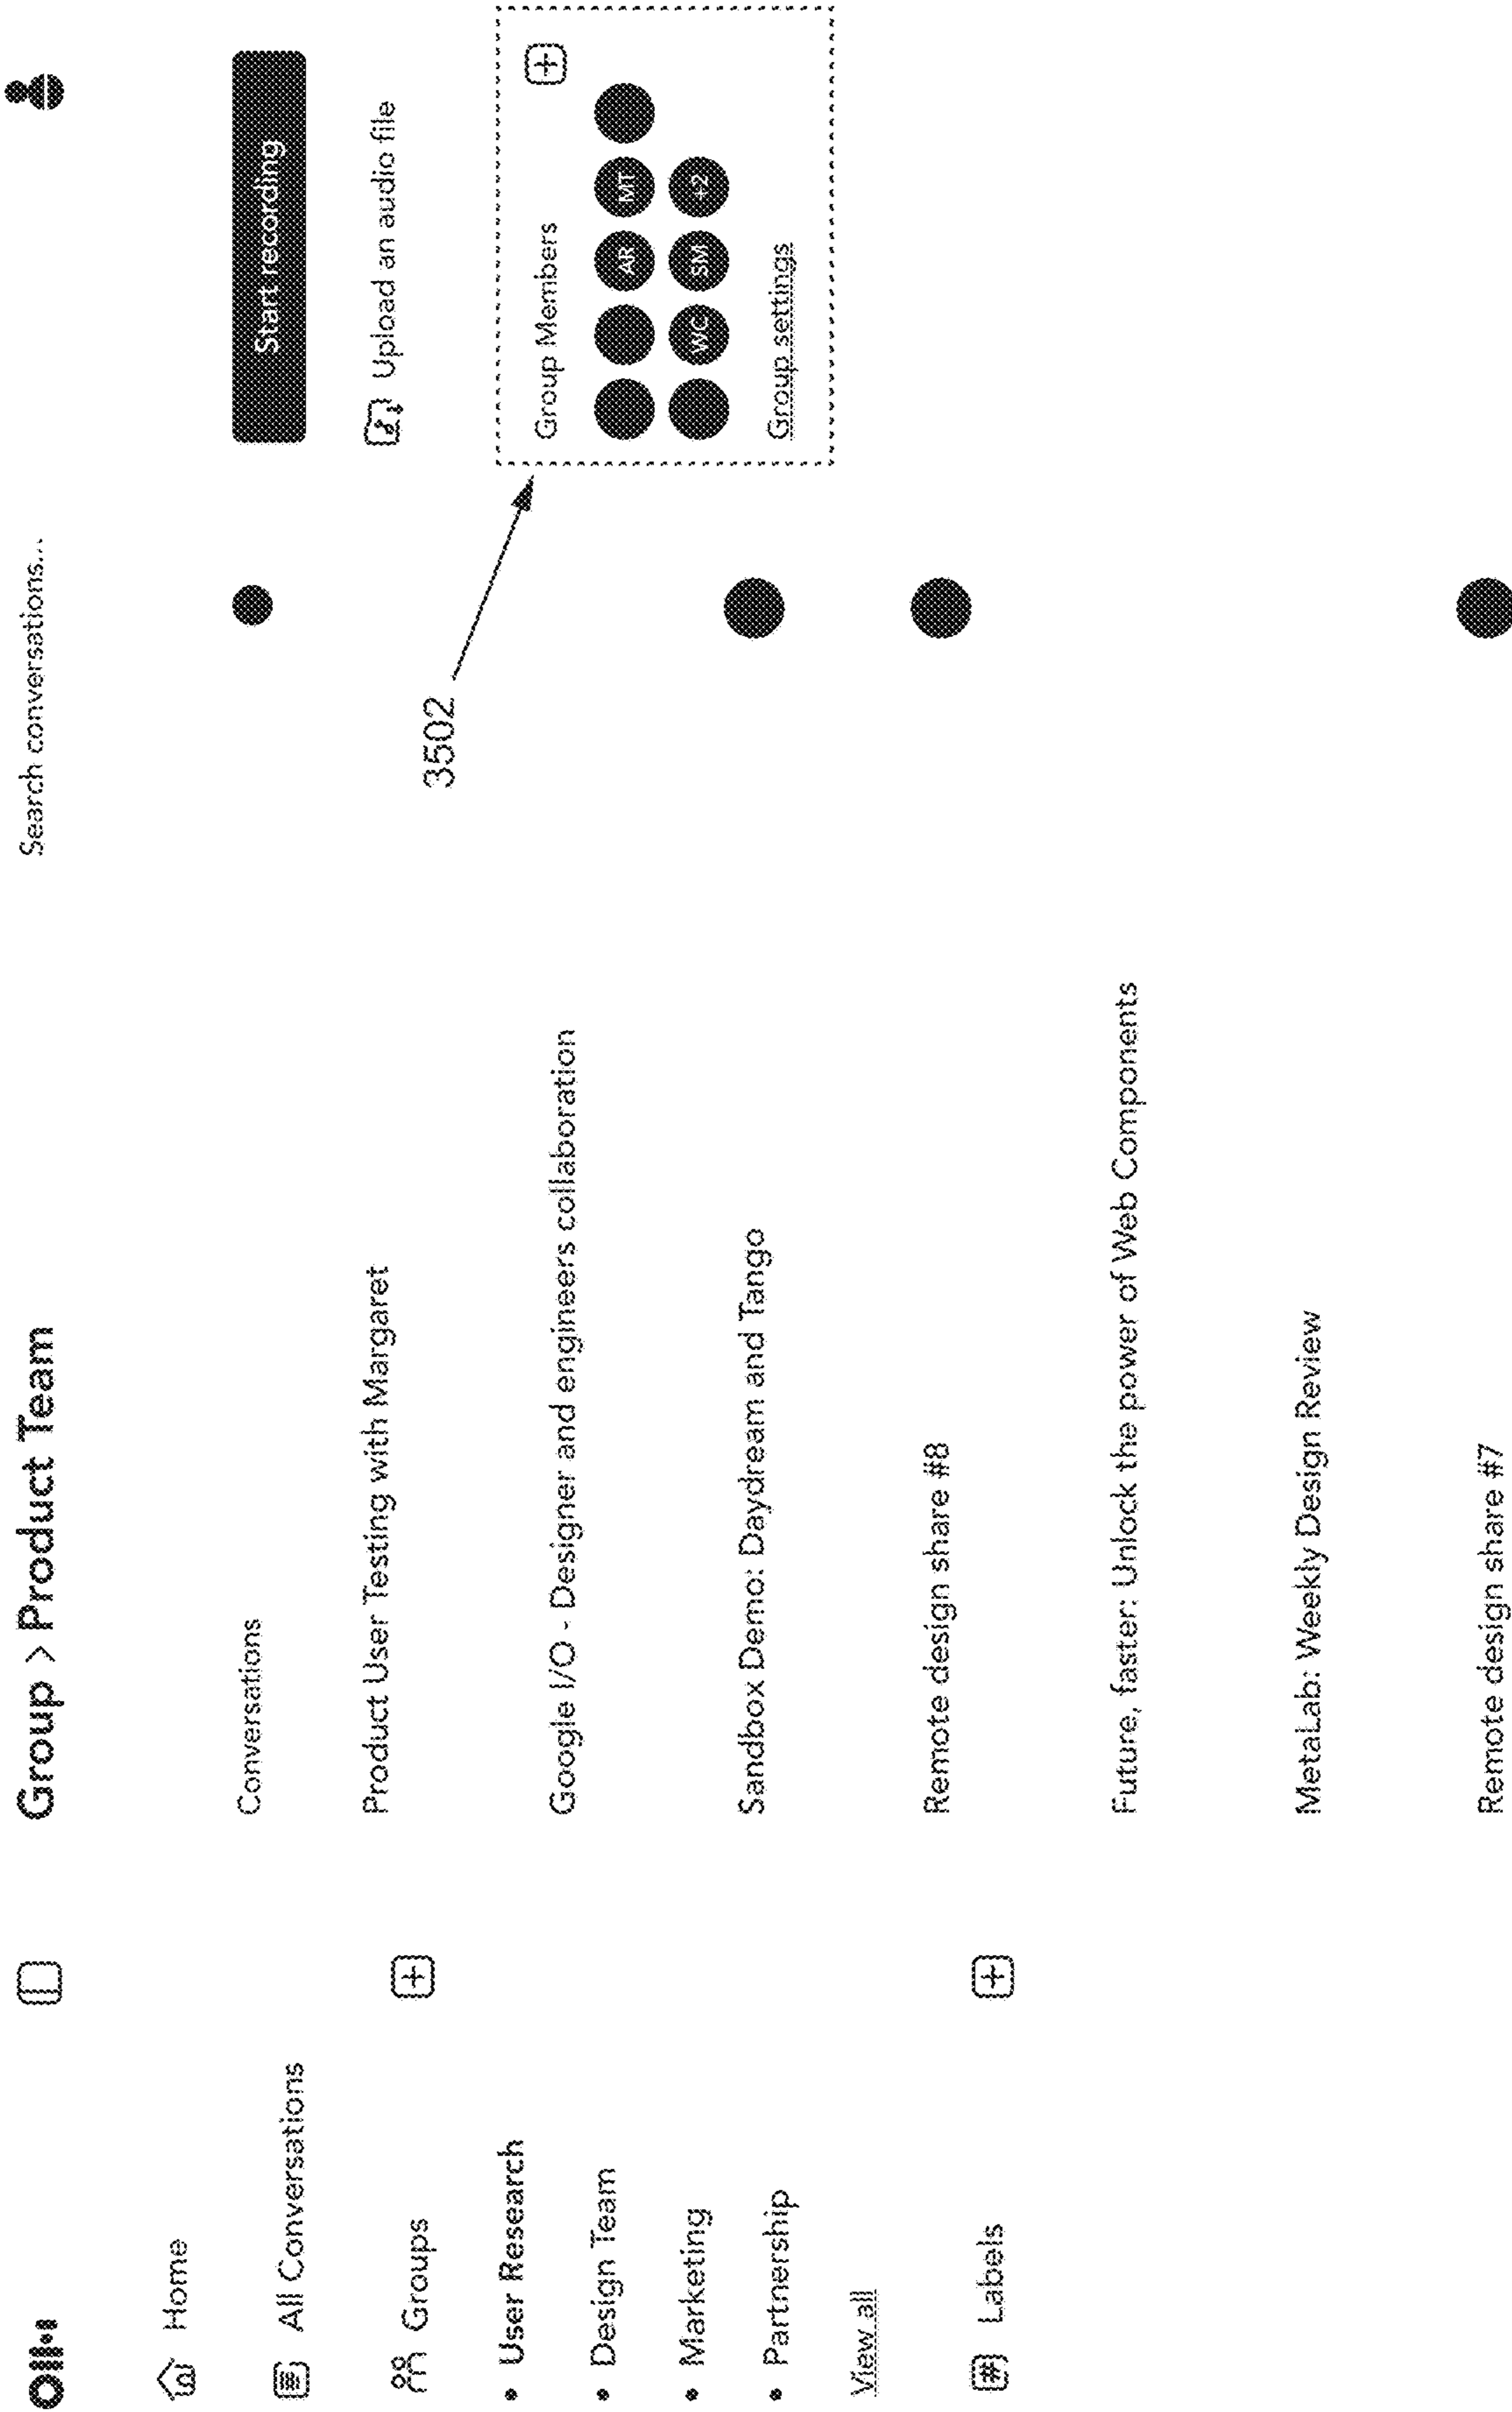 Group > Product Team
Search conversations...
Home
All Conversations
Groups
• User Research
• Design Team
• Marketing
• Partnership
View all
Labels
Conversations
Product User Testing with Margaret
Google I/O - Designer and engineers collaboration
Sandbox Demo: Daydream and Tango
Remote design share #8
Future, faster: Unlock the power of Web Components
MetaLab: Weekly Design Review
Remote design share #7
Start recording
Upload an audio file
3502
Group Members
AR MT
WC SM +2
Group settings